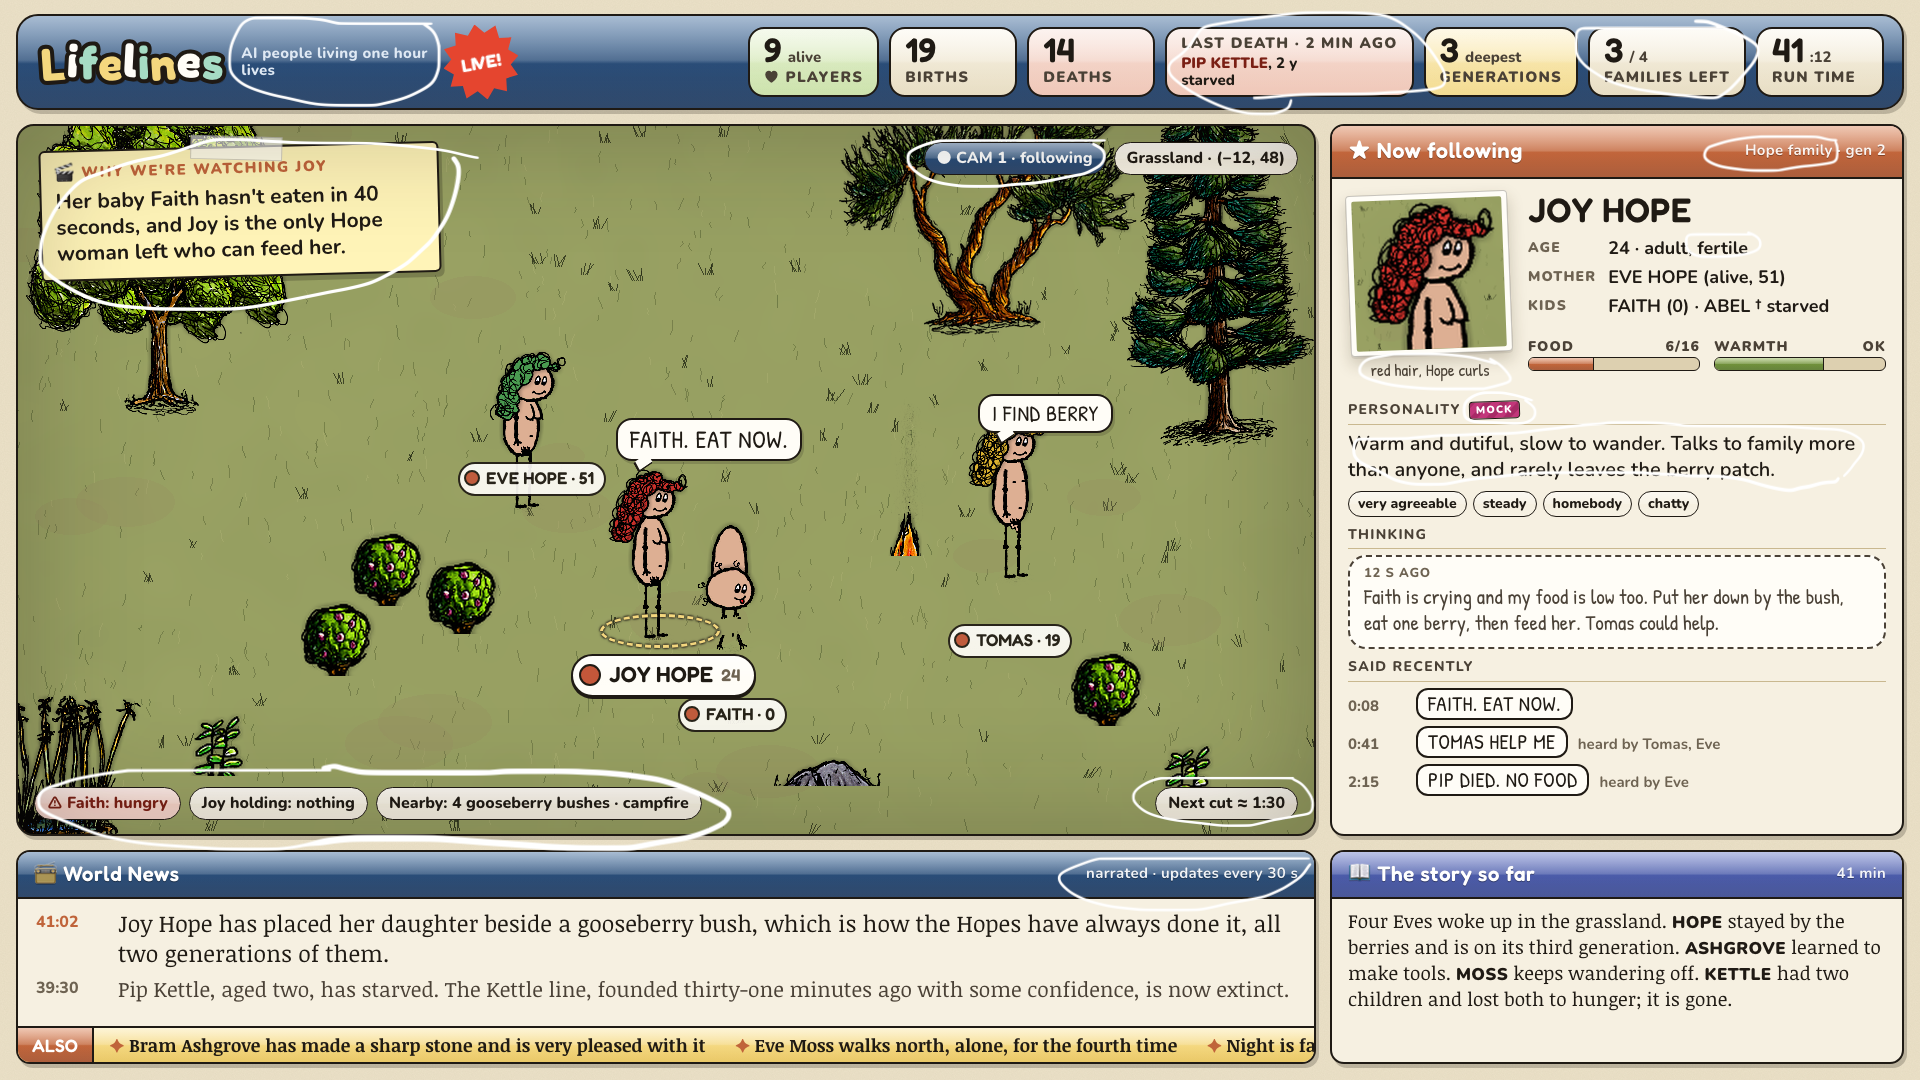 Lifelines
AI people living one hour
lives
LIVE!
9 alive
♥ PLAYERS
19
BIRTHS
14
DEATHS
LAST DEATH · 2 MIN AGO
PIP KETTLE, 2 y
starved
3 deepest
GENERATIONS
3 / 4
FAMILIES LEFT
41 :12
RUN TIME
WHY WE'RE WATCHING JOY
Her baby Faith hasn't eaten in 40
seconds, and Joy is the only Hope
woman left who can feed her.
CAM 1 · following
Grassland · (−12, 48)
I FIND BERRY
FAITH. EAT NOW.
EVE HOPE · 51
TOMAS · 19
JOY HOPE 24
FAITH · 0
Faith: hungry
Joy holding: nothing
Nearby: 4 gooseberry bushes · campfire
Next cut ≈ 1:30
★ Now following
Hope family · gen 2
JOY HOPE
AGE 24 · adult, fertile
MOTHER EVE HOPE (alive, 51)
KIDS FAITH (0) · ABEL † starved
FOOD 6/16 WARMTH OK
red hair, Hope curls
PERSONALITY MOCK
Warm and dutiful, slow to wander. Talks to family more
than anyone, and rarely leaves the berry patch.
very agreeable steady homebody chatty
THINKING
12 S AGO
Faith is crying and my food is low too. Put her down by the bush,
eat one berry, then feed her. Tomas could help.
SAID RECENTLY
0:08 FAITH. EAT NOW.
0:41 TOMAS HELP ME heard by Tomas, Eve
2:15 PIP DIED. NO FOOD heard by Eve
World News
narrated · updates every 30 s
41:02 Joy Hope has placed her daughter beside a gooseberry bush, which is how the Hopes have always done it, all
two generations of them.
39:30 Pip Kettle, aged two, has starved. The Kettle line, founded thirty-one minutes ago with some confidence, is now extinct.
ALSO ✦ Bram Ashgrove has made a sharp stone and is very pleased with it ✦ Eve Moss walks north, alone, for the fourth time ✦ Night is fa
The story so far
41 min
Four Eves woke up in the grassland. HOPE stayed by the
berries and is on its third generation. ASHGROVE learned to
make tools. MOSS keeps wandering off. KETTLE had two
children and lost both to hunger; it is gone.